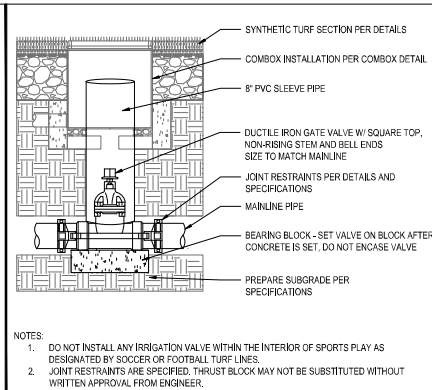 SYNTHETIC TURF SECTION PER DETAILS
COMBOX INSTALLATION PER COMBOX DETAIL
8" PVC SLEEVE PIPE
DUCTILE IRON GATE VALVE W/ SQUARE TOP,
NON-RISING STEM AND BELL ENDS
SIZE TO MATCH MAINLINE
JOINT RESTRAINTS PER DETAILS AND
SPECIFICATIONS
MAINLINE PIPE
BEARING BLOCK - SET VALVE ON BLOCK AFTER
CONCRETE IS SET, DO NOT ENCASE VALVE
PREPARE SUBGRADE PER
SPECIFICATIONS
NOTES:
1. DO NOT INSTALL ANY IRRIGATION VALVE WITHIN THE INTERIOR OF SPORTS PLAY AS
DESIGNATED BY SOCCER OR FOOTBALL TURF LINES.
2. JOINT RESTRAINTS ARE SPECIFIED. THRUST BLOCK MAY NOT BE SUBSTITUTED WITHOUT
WRITTEN APPROVAL FROM ENGINEER.